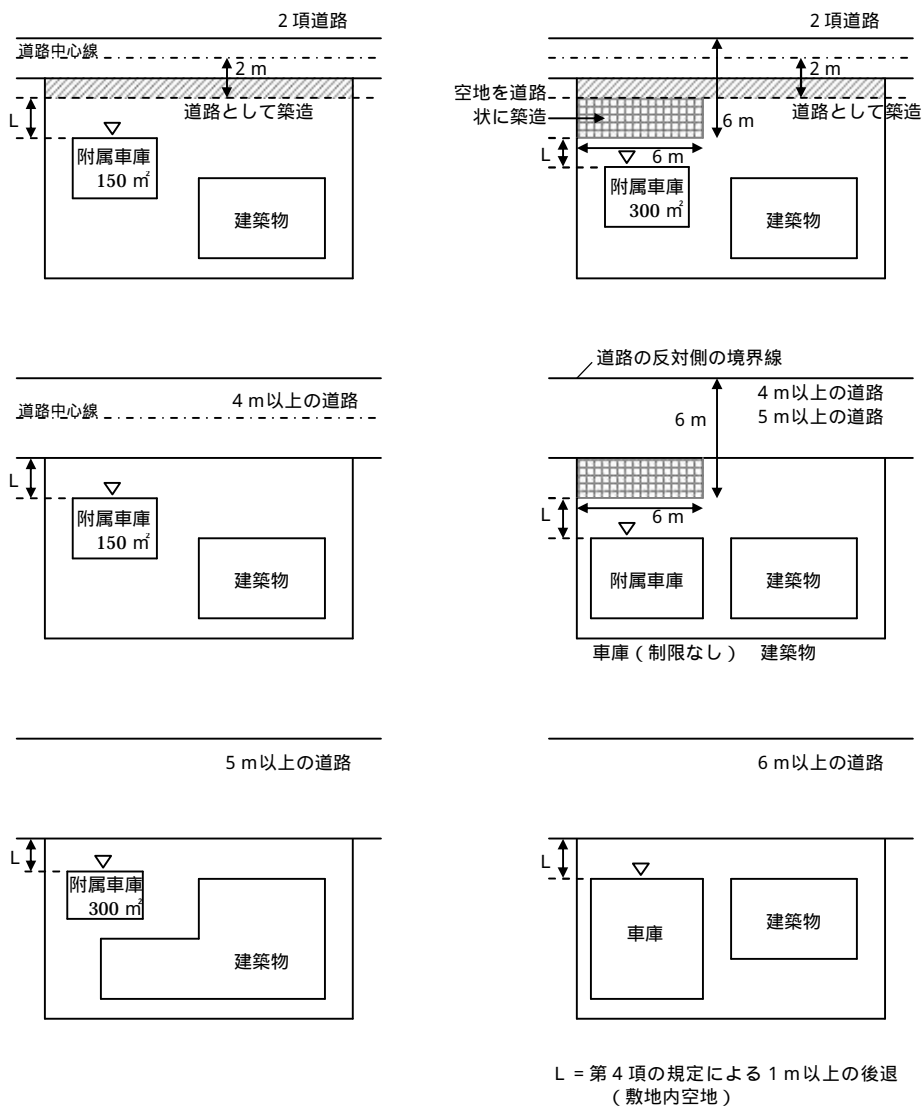 2項道路
道路中心線
2 m
道路として築造
L
附属車庫
150 ㎡
建築物
2項道路
2 m
空地を道路
状に築造
道路として築造
6 m
L
6 m
附属車庫
300 ㎡
建築物
4 m以上の道路
道路中心線
L
附属車庫
150 ㎡
建築物
道路の反対側の境界線
4 m以上の道路
5 m以上の道路
6 m
L
6 m
附属車庫
建築物
車庫(制限なし) 建築物
5 m以上の道路
L
附属車庫
300 ㎡
建築物
6 m以上の道路
L
車庫
建築物
L = 第4項の規定による1 m以上の後退
(敷地内空地)